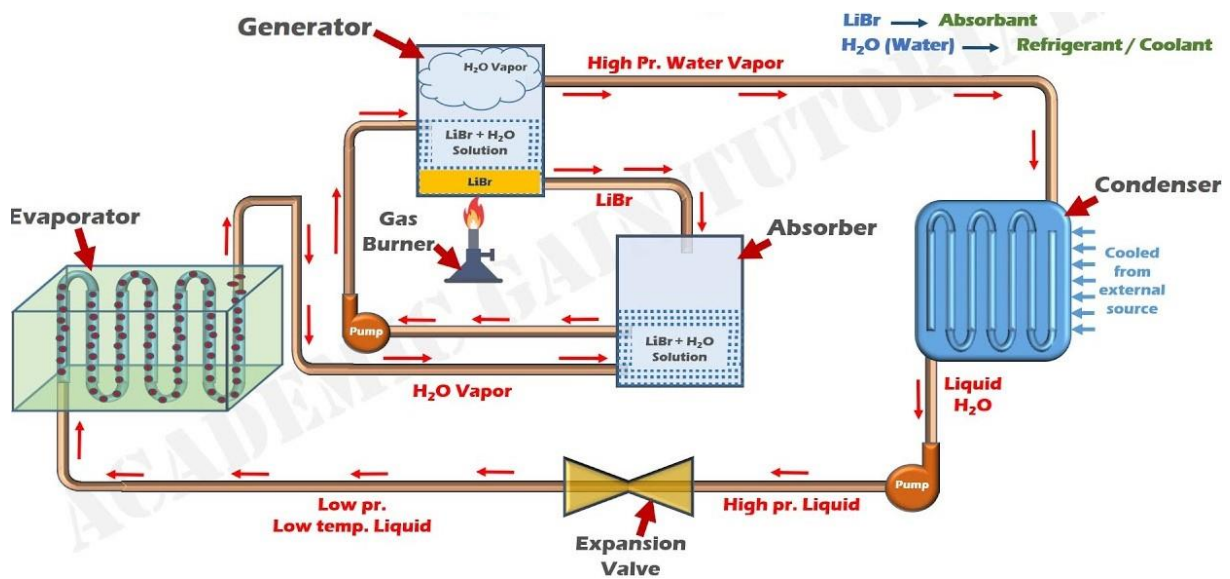 LiBr → Absorbant
H₂O (Water) → Refrigerant / Coolant
Generator
H₂O Vapor
High Pr. Water Vapor
LiBr + H₂O
Solution
LiBr
LiBr
Gas
Burner
Evaporator
Absorber
Condenser
Cooled
from
external
source
Pump
LiBr + H₂O
Solution
H₂O Vapor
Liquid
H₂O
Pump
Low pr.
Low temp. Liquid
High pr. Liquid
Expansion
Valve
ACADEMIC GAIN TUTORIAL